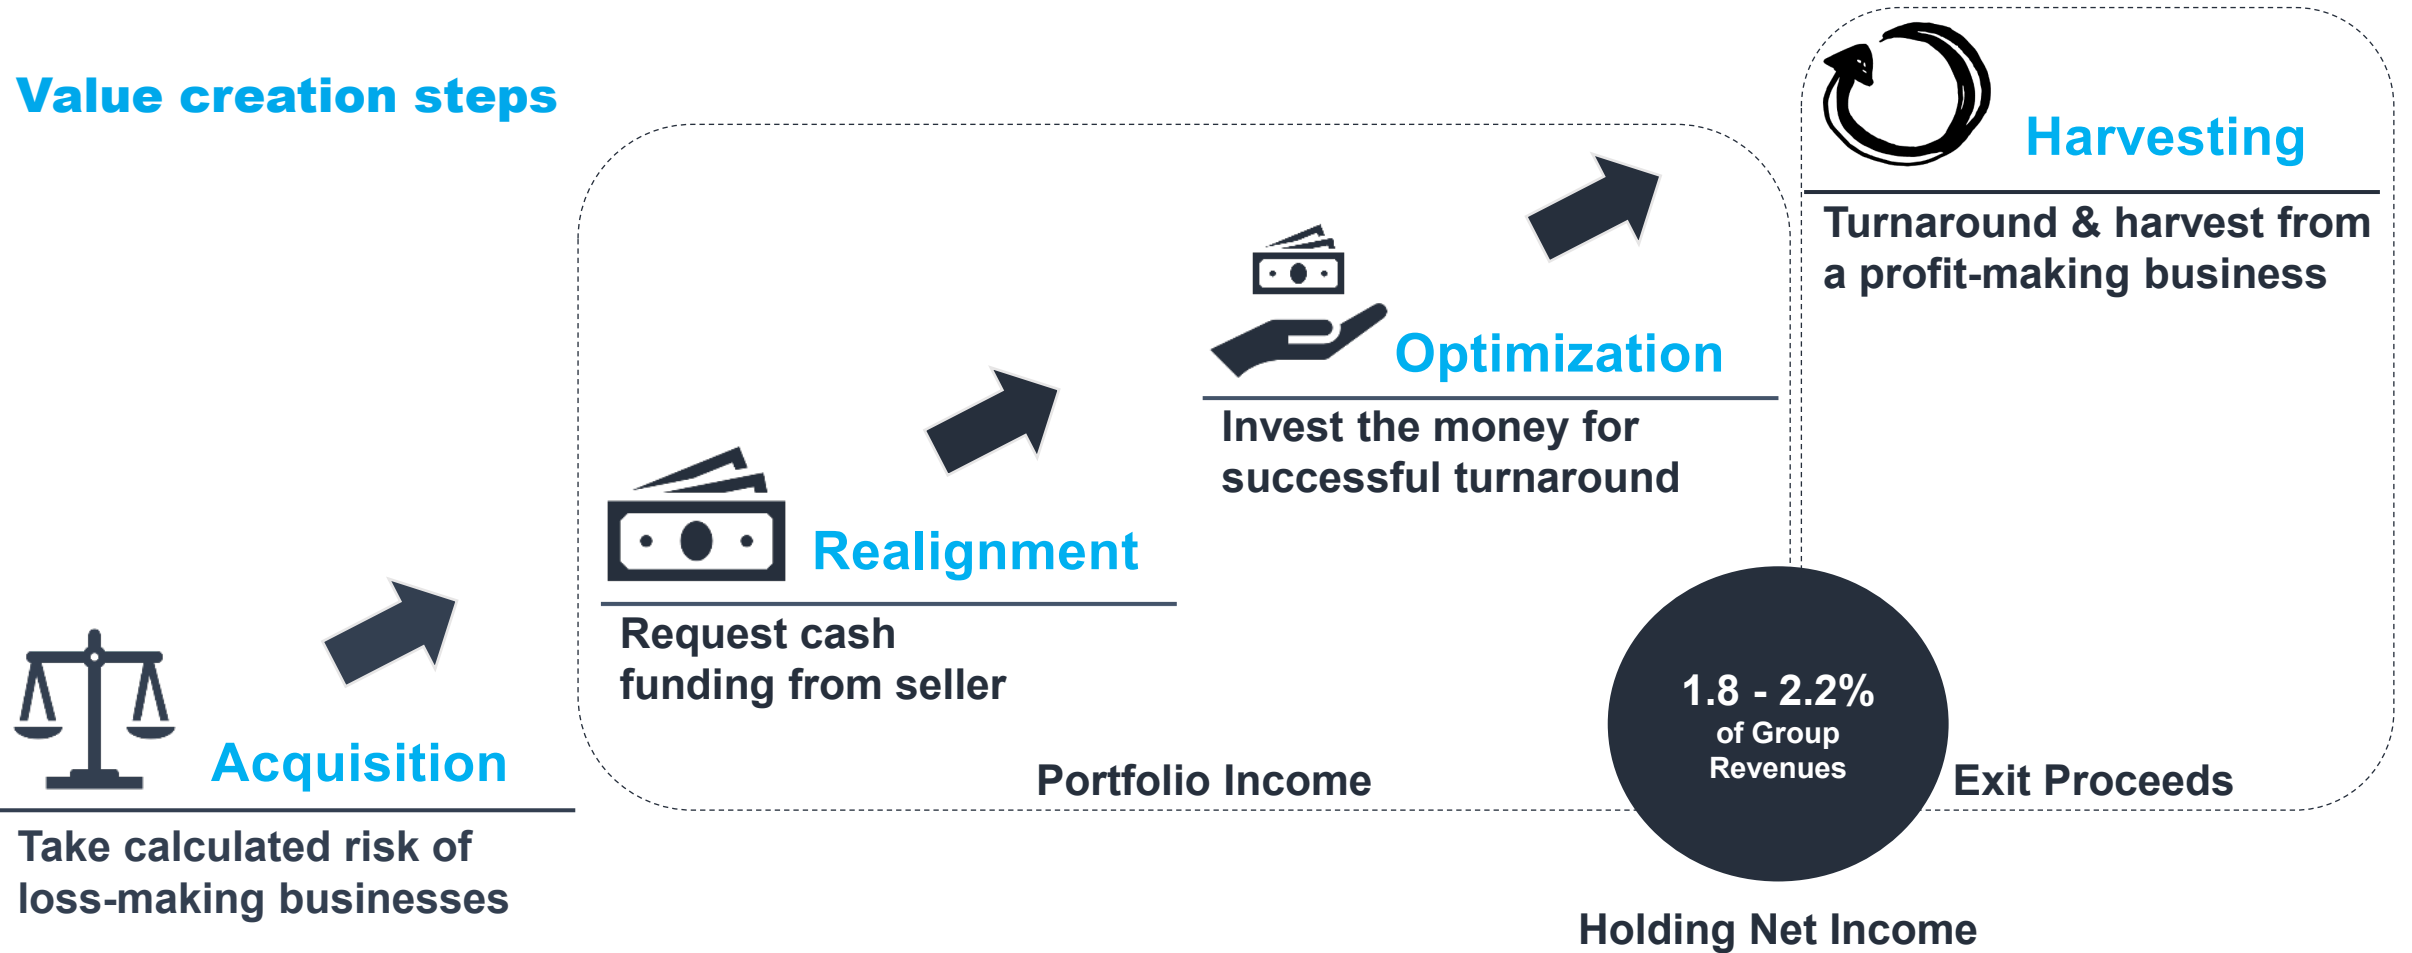 Value creation steps
Acquisition
Take calculated risk of
loss-making businesses
Realignment
Request cash
funding from seller
Optimization
Invest the money for
successful turnaround
Harvesting
Turnaround & harvest from
a profit-making business
Portfolio Income
1.8 - 2.2%
of Group
Revenues
Exit Proceeds
Holding Net Income